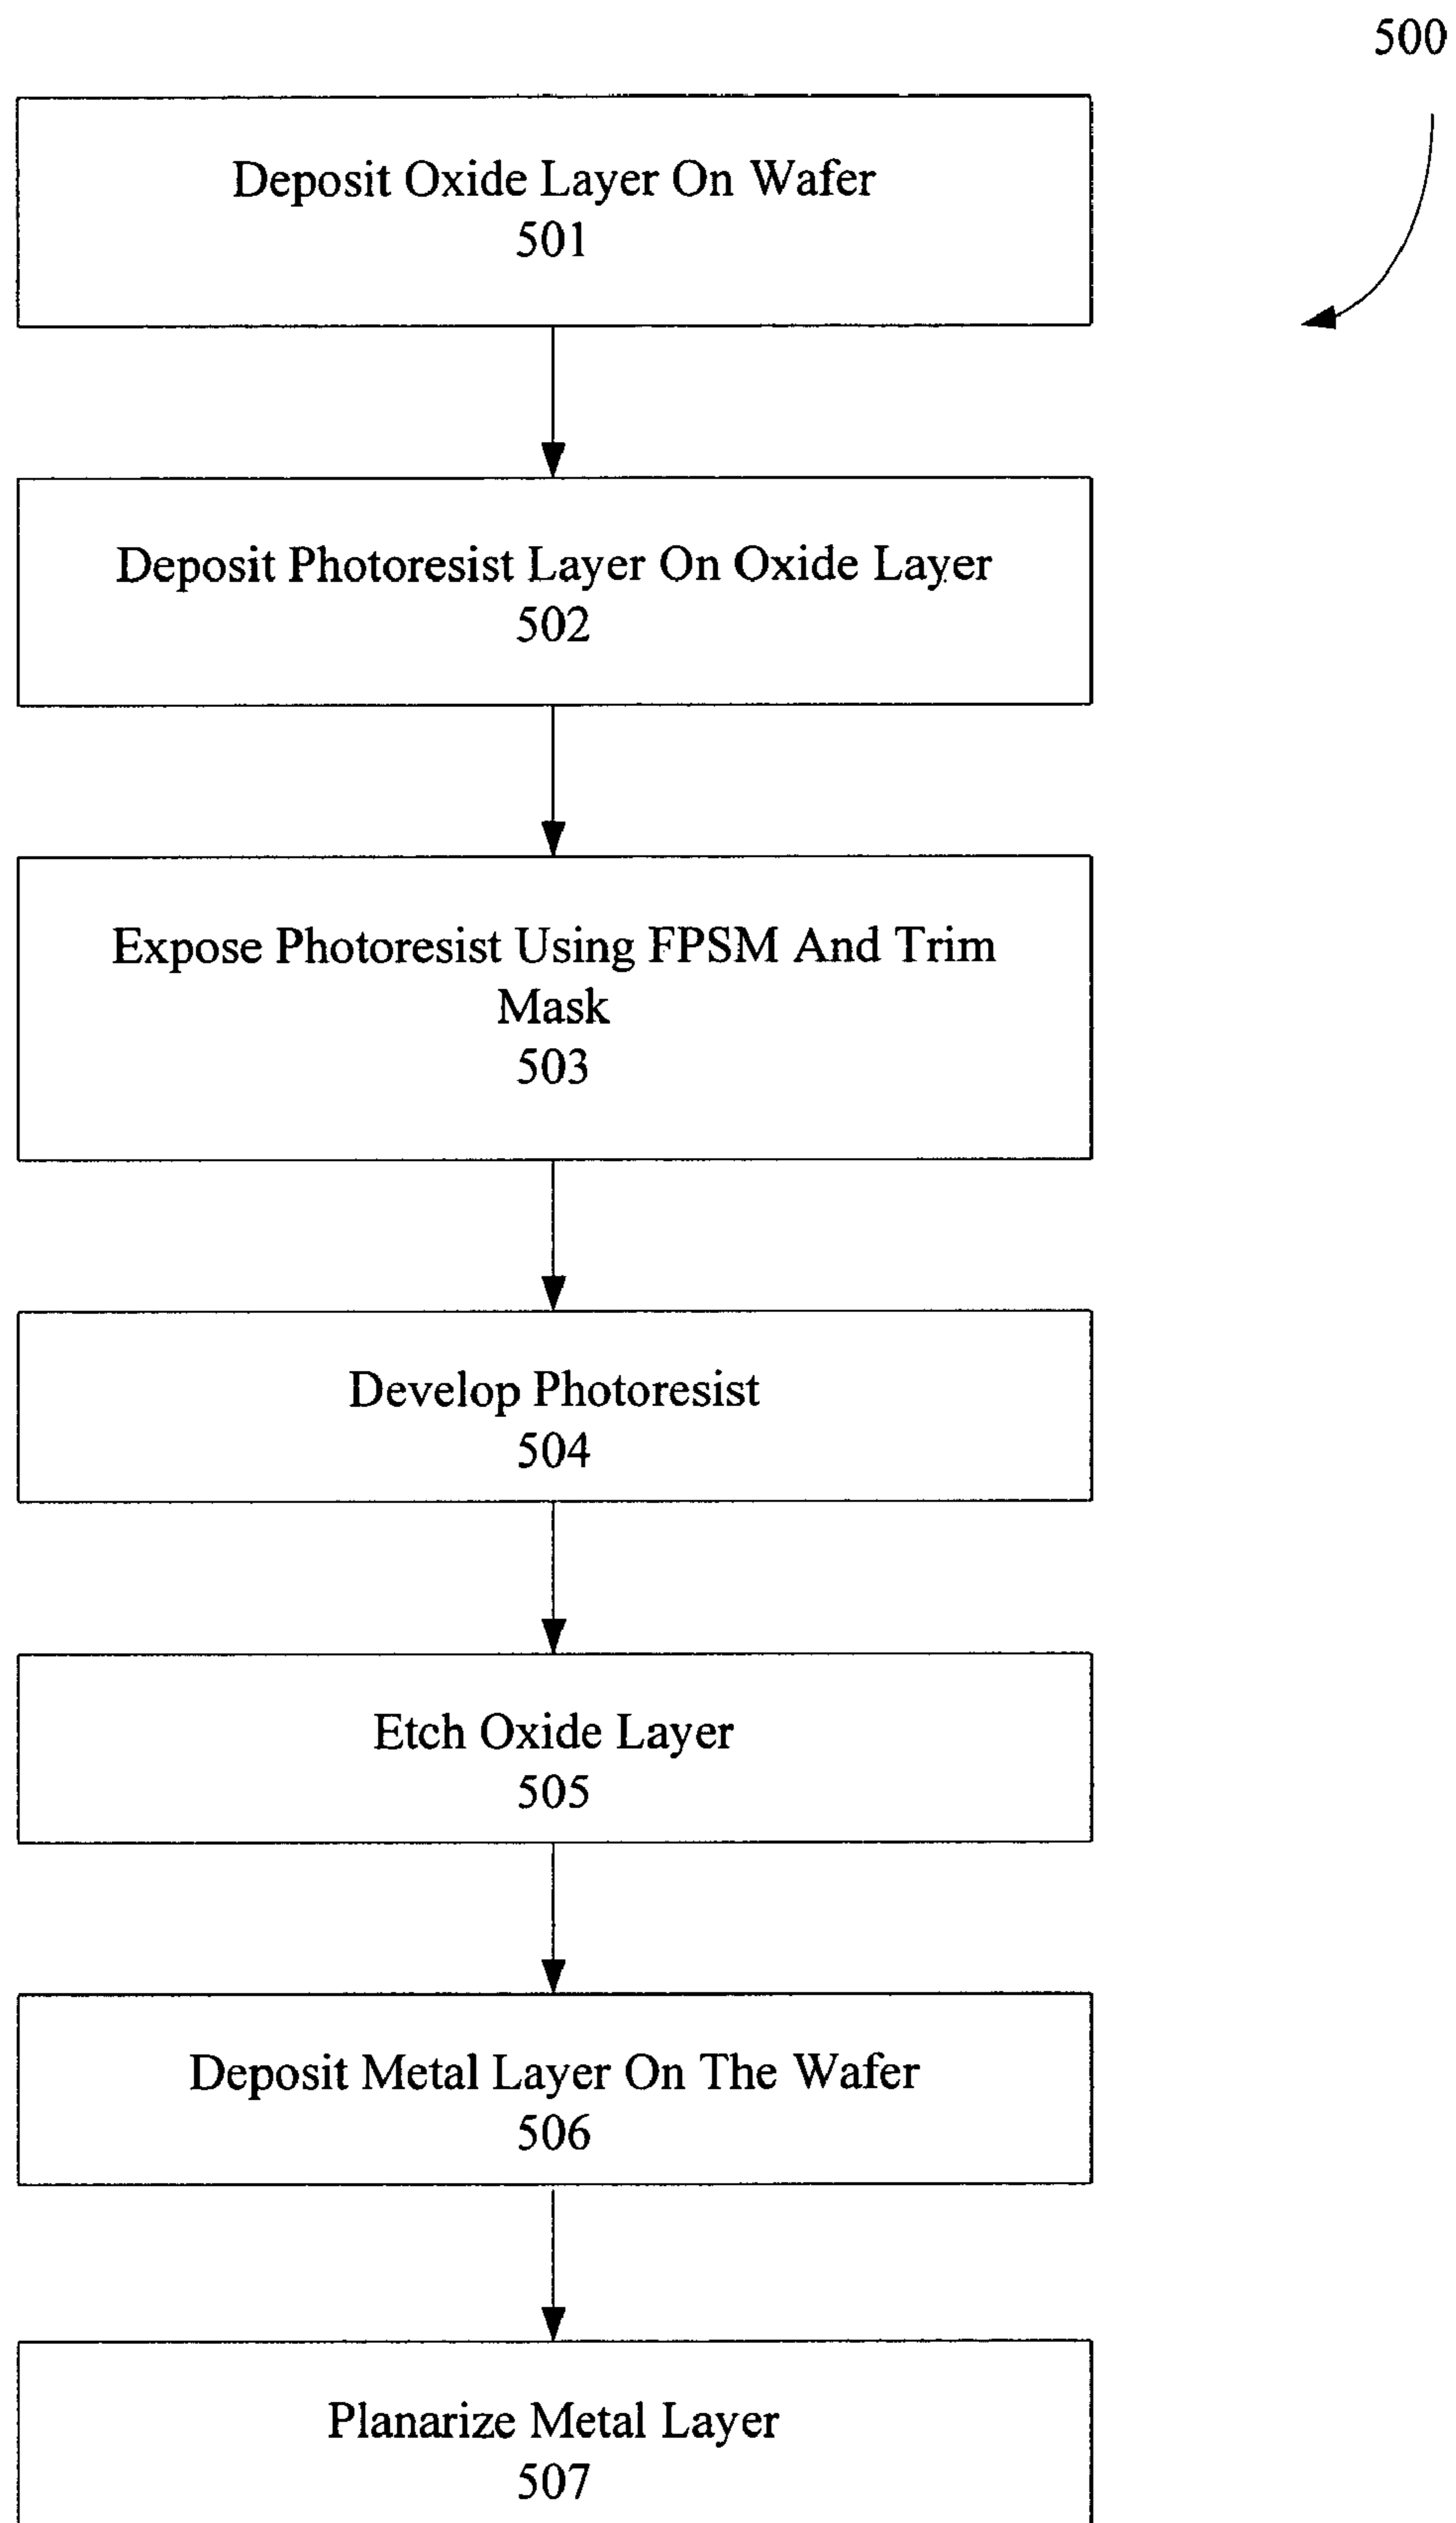 500
Deposit Oxide Layer On Wafer
501
Deposit Photoresist Layer On Oxide Layer
502
Expose Photoresist Using FPSM And Trim
Mask
503
Develop Photoresist
504
Etch Oxide Layer
505
Deposit Metal Layer On The Wafer
506
Planarize Metal Layer
507